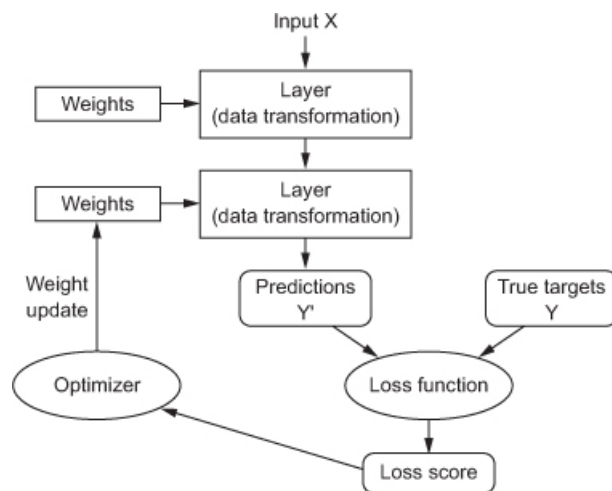 Input X
Weights
Layer
(data transformation)
Weights
Layer
(data transformation)
Weight
update
Predictions
Y'
True targets
Y
Optimizer
Loss function
Loss score